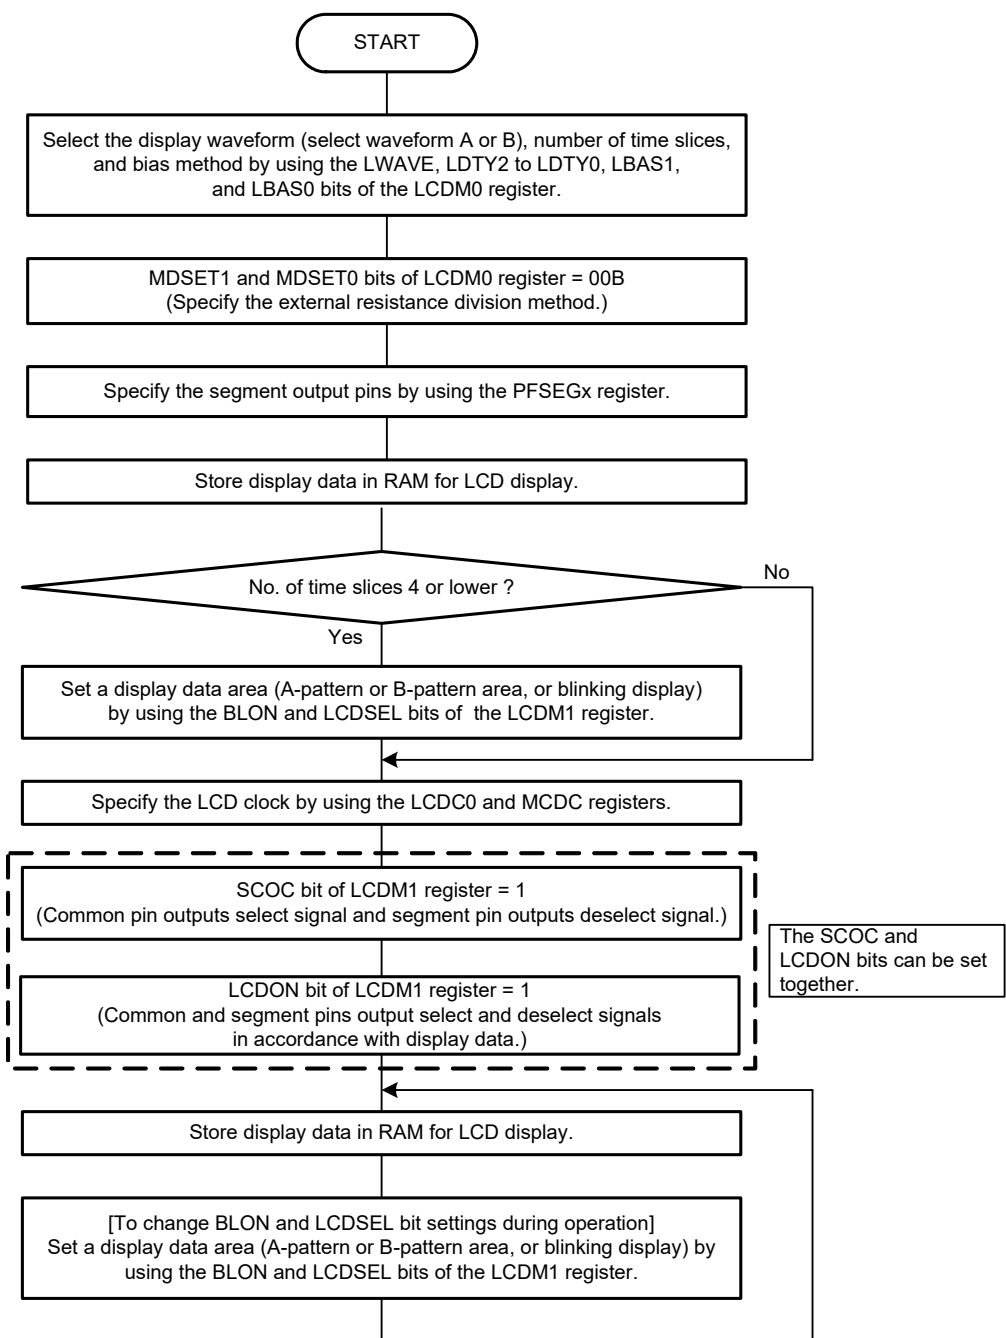 START
Select the display waveform (select waveform A or B), number of time slices,
and bias method by using the LWAVE, LDTY2 to LDTY0, LBAS1,
and LBAS0 bits of the LCDM0 register.
MDSET1 and MDSET0 bits of LCDM0 register = 00B
(Specify the external resistance division method.)
Specify the segment output pins by using the PFSEGx register.
Store display data in RAM for LCD display.
No. of time slices 4 or lower ?
No
Yes
Set a display data area (A-pattern or B-pattern area, or blinking display)
by using the BLON and LCDSEL bits of  the LCDM1 register.
Specify the LCD clock by using the LCDC0 and MCDC registers.
SCOC bit of LCDM1 register = 1
(Common pin outputs select signal and segment pin outputs deselect signal.)
The SCOC and
LCDON bits can be set
together.
LCDON bit of LCDM1 register = 1
(Common and segment pins output select and deselect signals
in accordance with display data.)
Store display data in RAM for LCD display.
[To change BLON and LCDSEL bit settings during operation]
Set a display data area (A-pattern or B-pattern area, or blinking display) by
using the BLON and LCDSEL bits of the LCDM1 register.